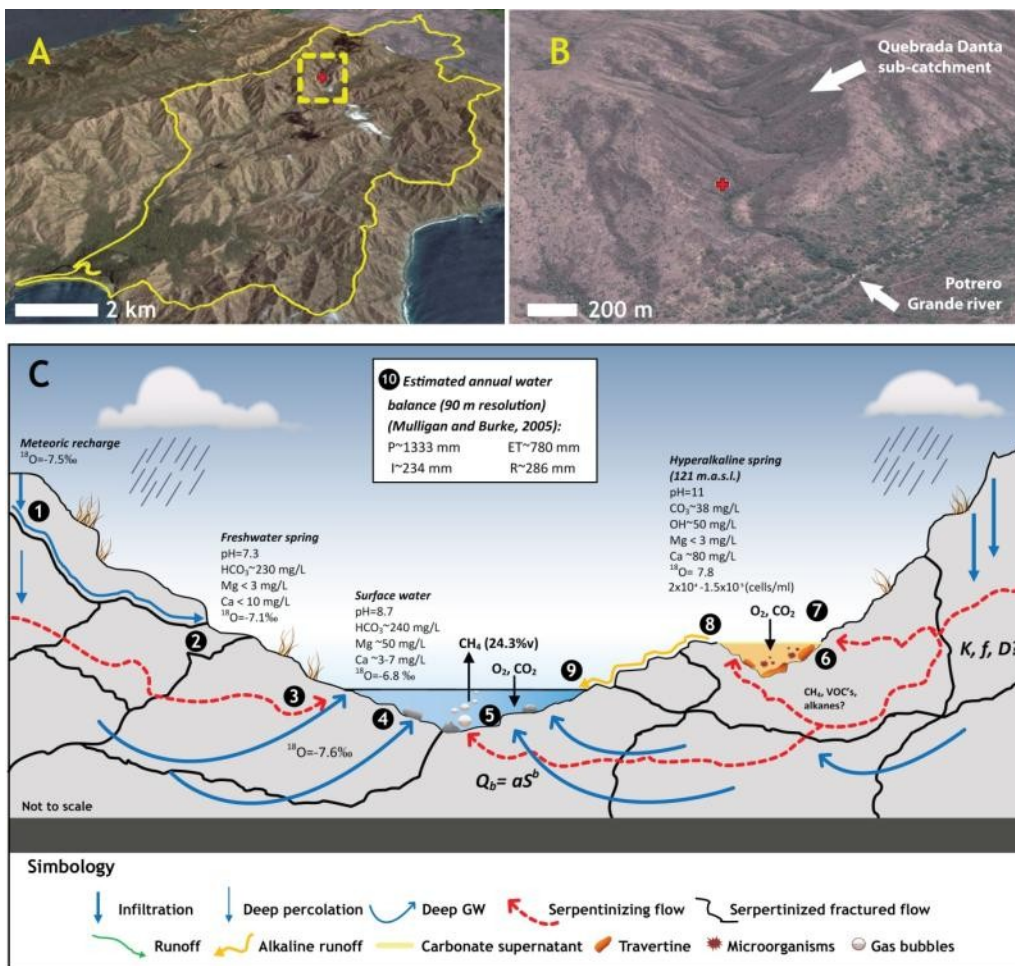 A
2 km
B
Quebrada Danta
sub-catchment
Potrero
Grande river
200 m
C
10 Estimated annual water
balance (90 m resolution)
(Mulligan and Burke, 2005):
P~1333 mm ET~780 mm
I~234 mm R~286 mm
Meteoric recharge
¹⁸O=-7.5‰
1
Freshwater spring
pH=7.3
HCO₃~230 mg/L
Mg < 3 mg/L
Ca < 10 mg/L
¹⁸O=-7.1‰
2
3
Surface water
pH=8.7
HCO₃~240 mg/L
Mg ~50 mg/L
Ca ~3-7 mg/L
¹⁸O=-6.8 ‰
CH₄ (24.3%v)
O₂, CO₂
4
5
9
8
Hyperalkaline spring
(121 m.a.s.l.)
pH=11
CO₃~38 mg/L
OH~50 mg/L
Mg < 3 mg/L
Ca ~80 mg/L
¹⁸O= 7.8
(cells/ml)
O₂, CO₂
7
6
K, f, D?
CH₄, VOC's,
alkanes?
¹⁸O=-7.6‰
Q_b= aSᵇ
Not to scale
Simbology
Infiltration Deep percolation Deep GW Serpentinizing flow Serpertinized fractured flow
Runoff Alkaline runoff Carbonate supernatant Travertine Microorganisms Gas bubbles